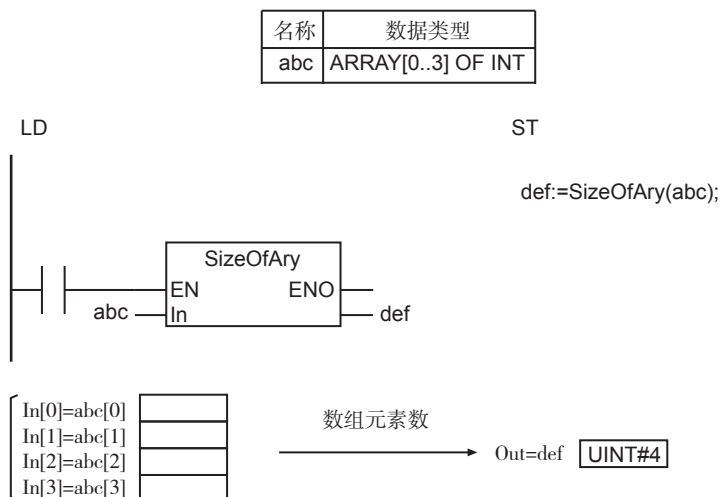 名称 数据类型
abc ARRAY[0..3] OF INT
LD ST
def:=SizeOfAry(abc);
SizeOfAry
EN ENO
abc In def
In[0]=abc[0]
In[1]=abc[1]
In[2]=abc[2]
In[3]=abc[3]
数组元素数
Out=def UINT#4